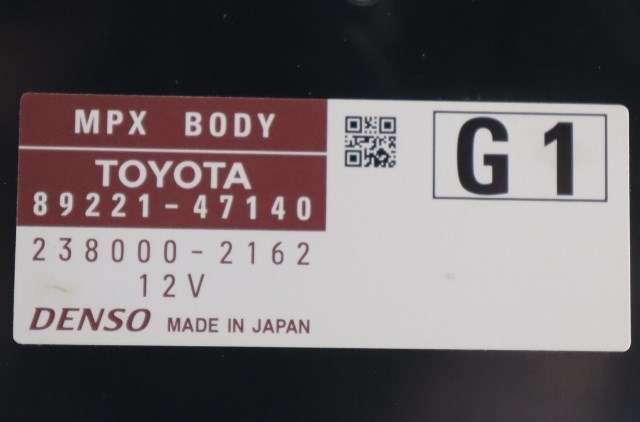 MPX BODY
TOYOTA
89221-47140
238000-2162
12V
DENSO MADE IN JAPAN
G1